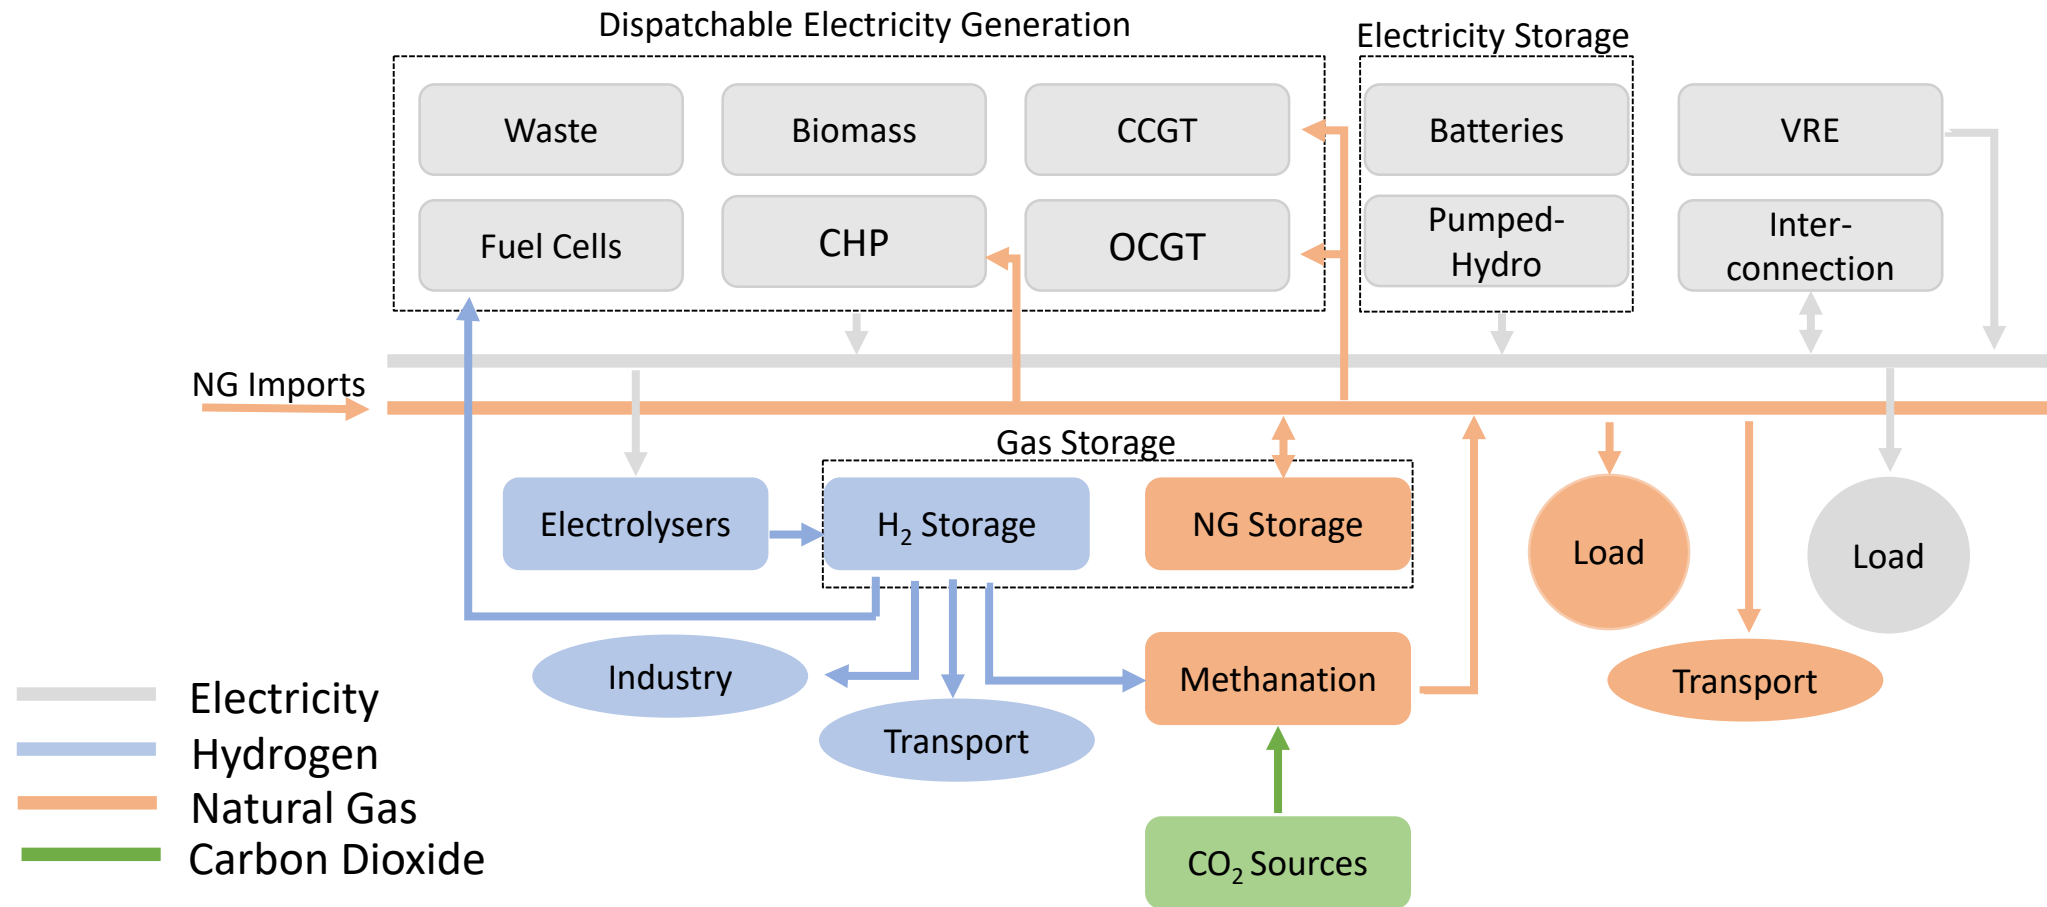 Dispatchable Electricity Generation
Electricity Storage
Waste
Biomass
CCGT
Batteries
VRE
Fuel Cells
CHP
OCGT
Pumped-
Hydro
Inter-
connection
NG Imports
Gas Storage
Electrolysers
H₂ Storage
NG Storage
Load
Load
Industry
Methanation
Transport
Transport
Electricity
Hydrogen
Natural Gas
Carbon Dioxide
CO₂ Sources